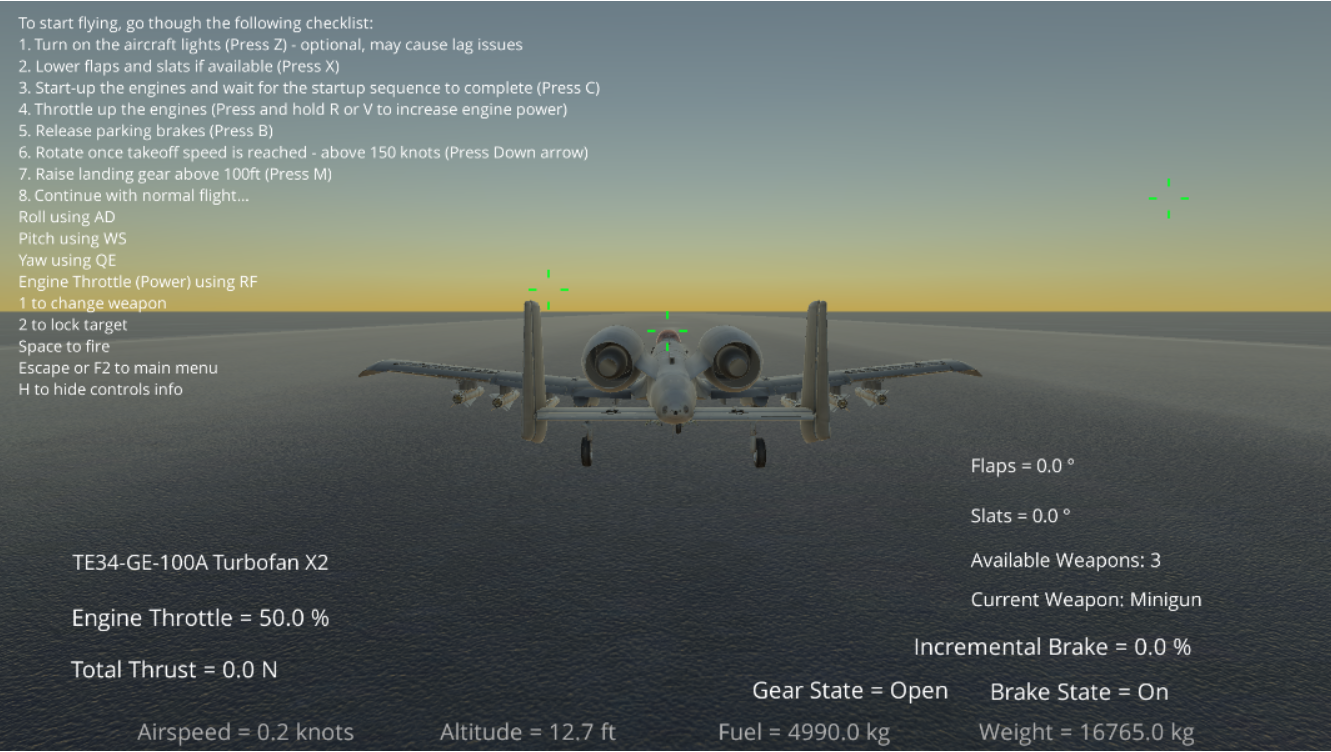 To start flying, go though the following checklist:
1. Turn on the aircraft lights (Press Z) - optional, may cause lag issues
2. Lower flaps and slats if available (Press X)
3. Start-up the engines and wait for the startup sequence to complete (Press C)
4. Throttle up the engines (Press and hold R or V to increase engine power)
5. Release parking brakes (Press B)
6. Rotate once takeoff speed is reached - above 150 knots (Press Down arrow)
7. Raise landing gear above 100ft (Press M)
8. Continue with normal flight...
Roll using AD
Pitch using WS
Yaw using QE
Engine Throttle (Power) using RF
1 to change weapon
2 to lock target
Space to fire
Escape or F2 to main menu
H to hide controls info
Flaps = 0.0 °
Slats = 0.0 °
Available Weapons: 3
Current Weapon: Minigun
TE34-GE-100A Turbofan X2
Engine Throttle = 50.0 %
Total Thrust = 0.0 N
Incremental Brake = 0.0 %
Gear State = Open
Brake State = On
Airspeed = 0.2 knots
Altitude = 12.7 ft
Fuel = 4990.0 kg
Weight = 16765.0 kg